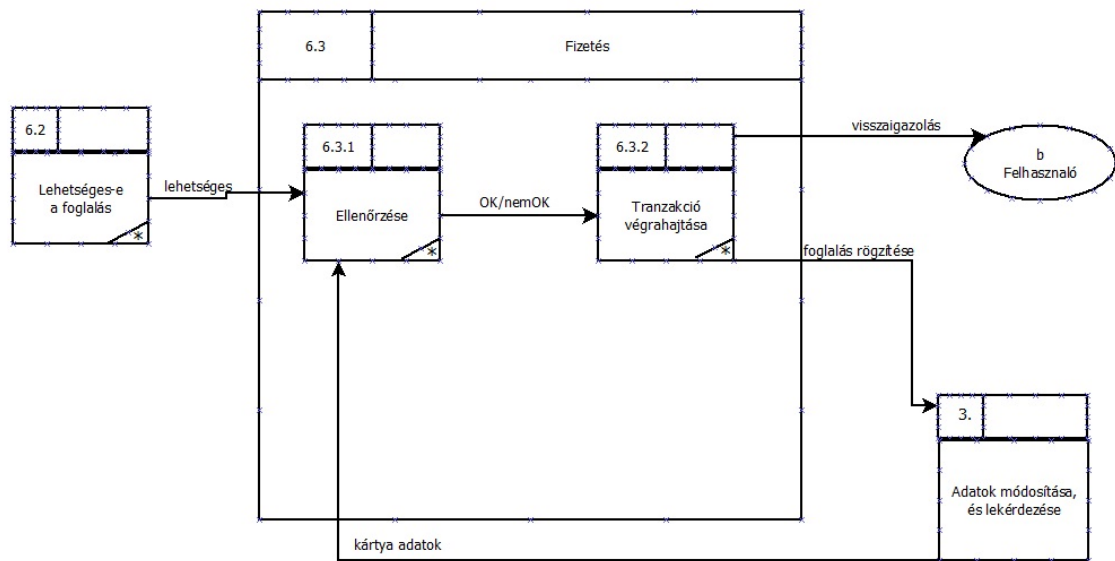 6.3
Fizetés
6.2
Lehetséges-e
a foglalás
*
lehetséges
6.3.1
Ellenőrzése
*
OK/nemOK
6.3.2
Tranzakció
végrahajtása
*
visszaigazolás
b
Felhasznaló
foglalás rögzítése
3.
Adatok módosítása,
és lekérdezése
kártya adatok